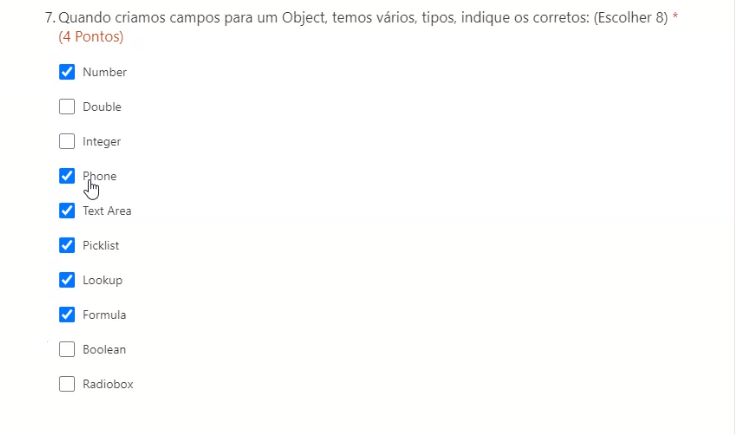 7. Quando criamos campos para um Object, temos vários, tipos, indique os corretos: (Escolher 8) *
(4 Pontos)
Number
Double
Integer
Phone
Text Area
Picklist
Lookup
Formula
Boolean
Radiobox